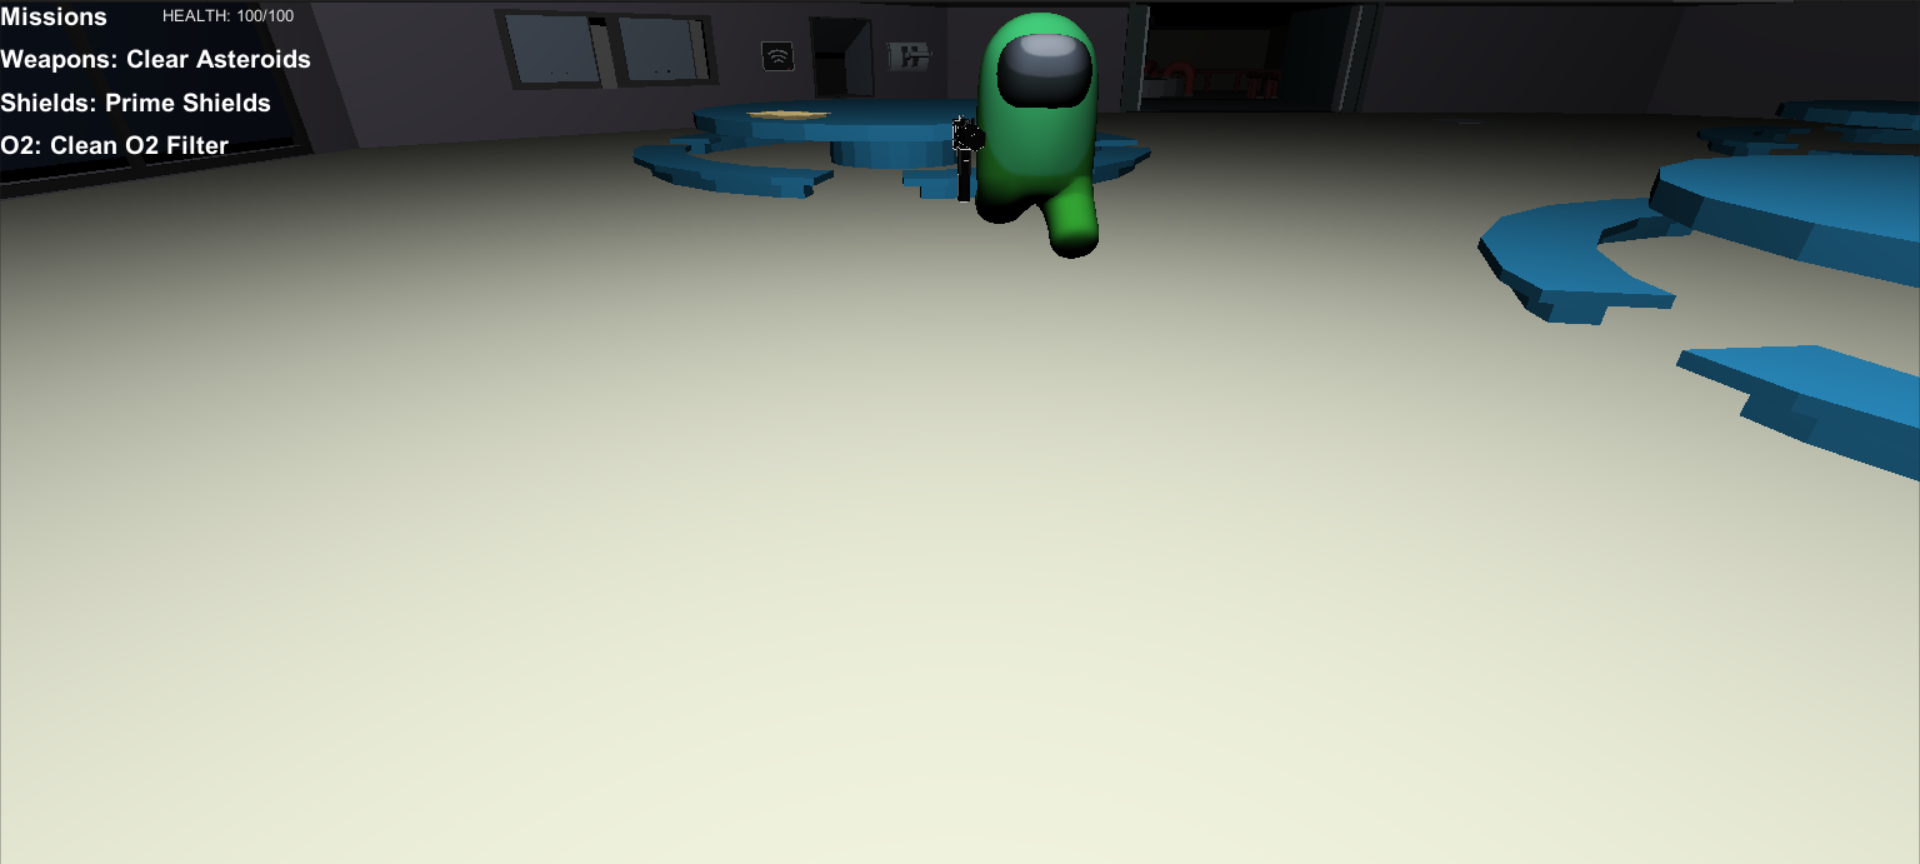 Missions
HEALTH: 100/100
Weapons: Clear Asteroids
Shields: Prime Shields
O2: Clean O2 Filter